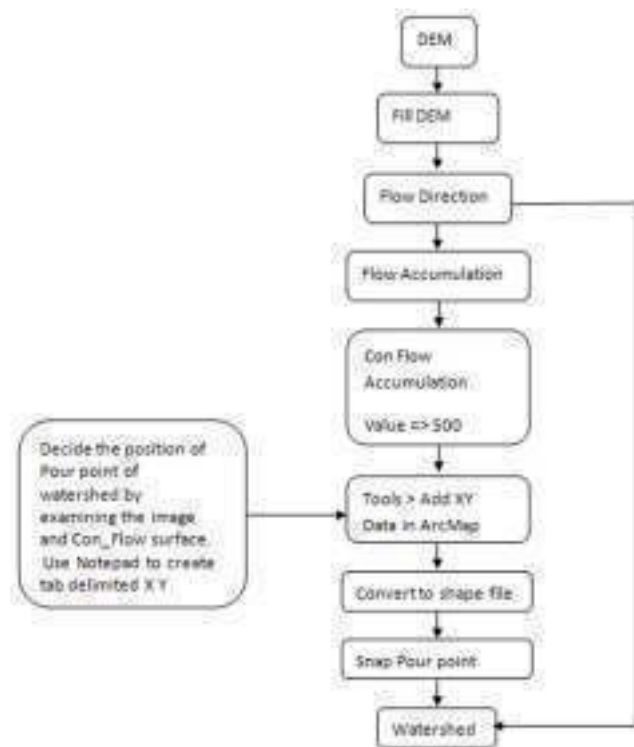 DEM
Fill DEM
Flow Direction
Flow Accumulation
Con Flow
Accumulation
Value => 500
Decide the position of
Pour point of
watershed by
examining the image
and Con_Flow surface.
Use Notepad to create
tab delimited X Y
Tools > Add XY
Data in ArcMap
Convert to shape file
Snap Pour point
Watershed